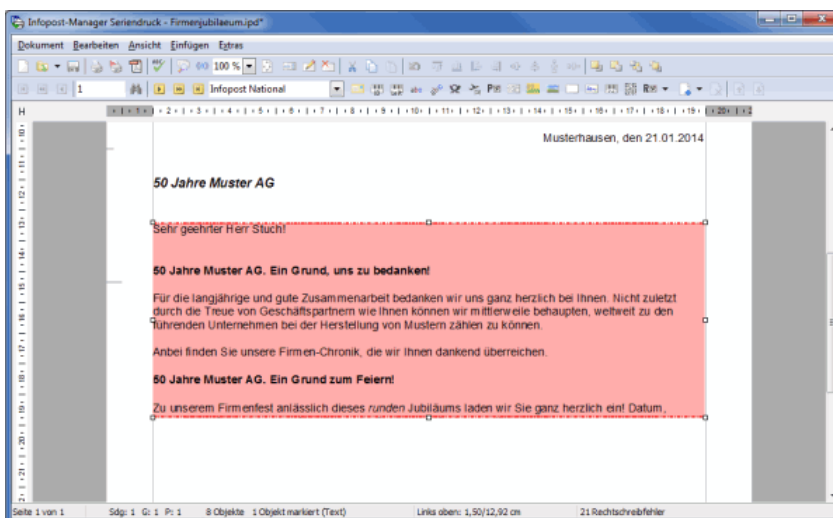 Infopost-Manager Seriendruck - Firmenjubilaeum.ipd*
Dokument Bearbeiten Ansicht Einfügen Extras
100 %
1 Infopost National
H
Musterhausen, den 21.01.2014
50 Jahre Muster AG
Sehr geehrter Herr Stuch!
50 Jahre Muster AG. Ein Grund, uns zu bedanken!
Für die langjährige und gute Zusammenarbeit bedanken wir uns ganz herzlich bei Ihnen. Nicht zuletzt
durch die Treue von Geschäftspartnern wie Ihnen können wir mittlerweile behaupten, weltweit zu den
führenden Unternehmen bei der Herstellung von Mustern zählen zu können.
Anbei finden Sie unsere Firmen-Chronik, die wir Ihnen dankend überreichen.
50 Jahre Muster AG. Ein Grund zum Feiern!
Zu unserem Firmenfest anlässlich dieses runden Jubiläums laden wir Sie ganz herzlich ein! Datum,
Seite 1 von 1 Sdg: 1 G: 1 P: 1 8 Objekte 1 Objekt markiert (Text) Links oben: 1,50/12,92 cm 21 Rechtschreibfehler